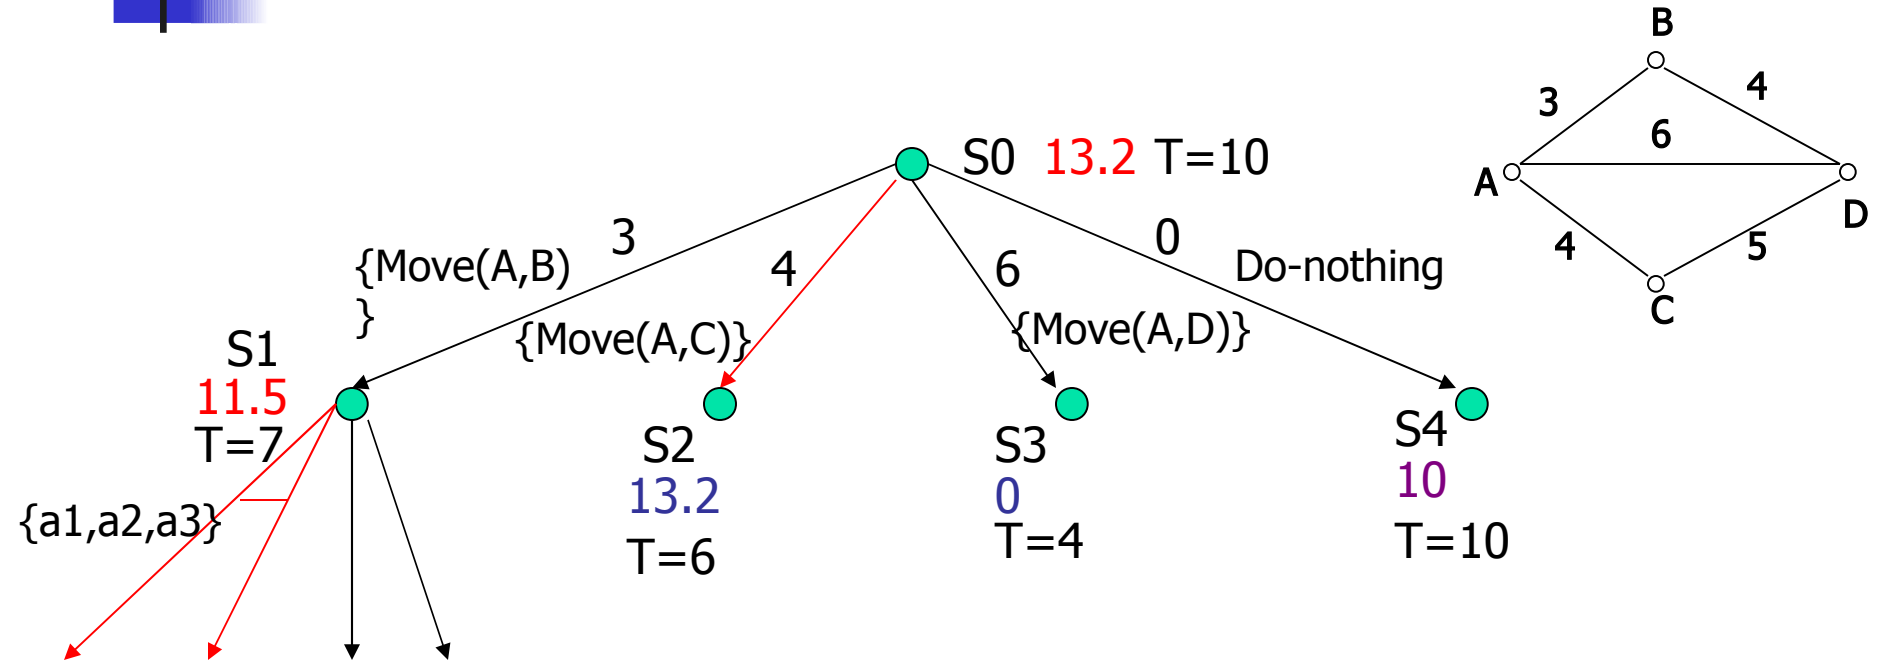 B
3
4
6
A
D
4
5
C
S0 13.2 T=10
3
4
6
0
{Move(A,B)
}
{Move(A,C)}
{Move(A,D)}
Do-nothing
S1
11.5
T=7
S2
13.2
T=6
S3
0
T=4
S4
10
T=10
{a1,a2,a3}